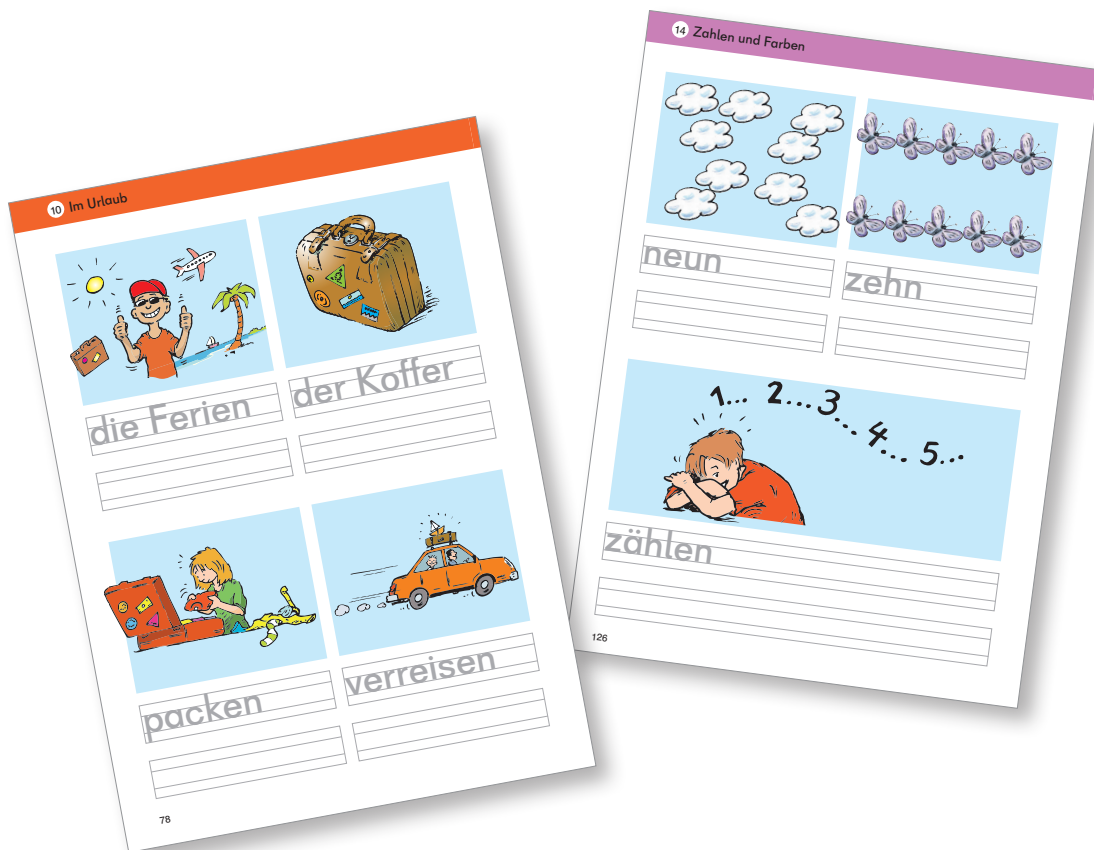 10 Im Urlaub
die Ferien
der Koffer
packen
verreisen
78
14 Zahlen und Farben
neun
zehn
1... 2... 3... 4... 5...
zählen
126